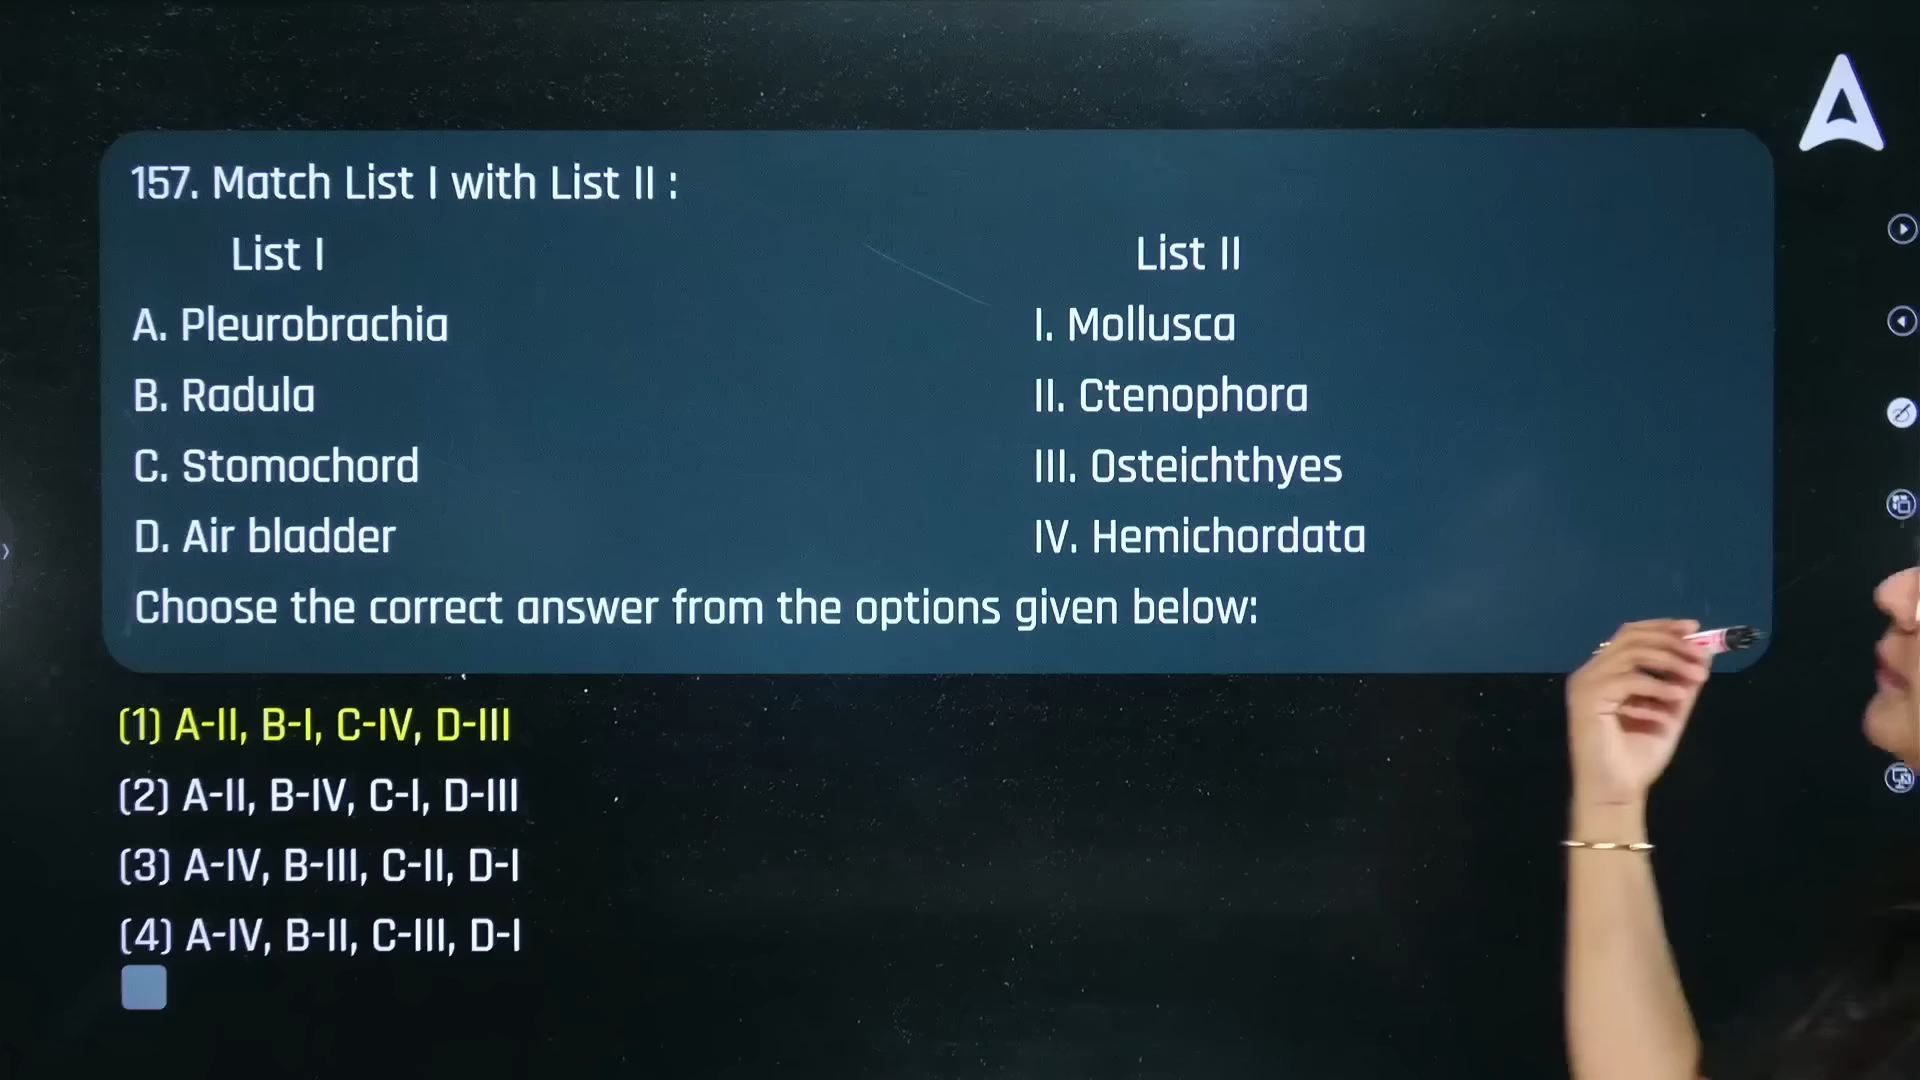 157. Match List I with List II :
List I List II
A. Pleurobrachia I. Mollusca
B. Radula II. Ctenophora
C. Stomochord III. Osteichthyes
D. Air bladder IV. Hemichordata
Choose the correct answer from the options given below:
(1) A-II, B-I, C-IV, D-III
(2) A-II, B-IV, C-I, D-III
(3) A-IV, B-III, C-II, D-I
(4) A-IV, B-II, C-III, D-I